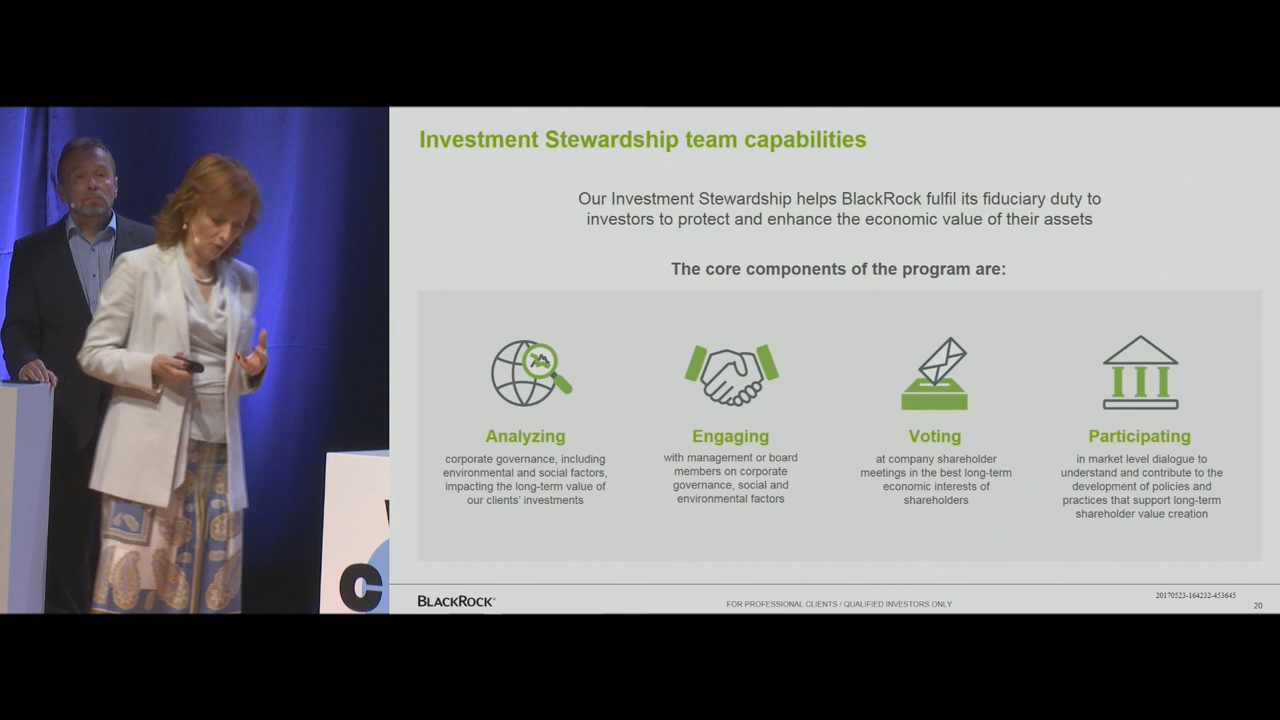 Investment Stewardship team capabilities
Our Investment Stewardship helps BlackRock fulfil its fiduciary duty to
investors to protect and enhance the economic value of their assets
The core components of the program are:
Analyzing
corporate governance, including
environmental and social factors,
impacting the long-term value of
our clients' investments
Engaging
with management or board
members on corporate
governance, social and
environmental factors
Voting
at company shareholder
meetings in the best long-term
economic interests of
shareholders
Participating
in market level dialogue to
understand and contribute to the
development of policies and
practices that support long-term
shareholder value creation
BLACKROCK®
FOR PROFESSIONAL CLIENTS / QUALIFIED INVESTORS ONLY
20170523-164232-453645
20